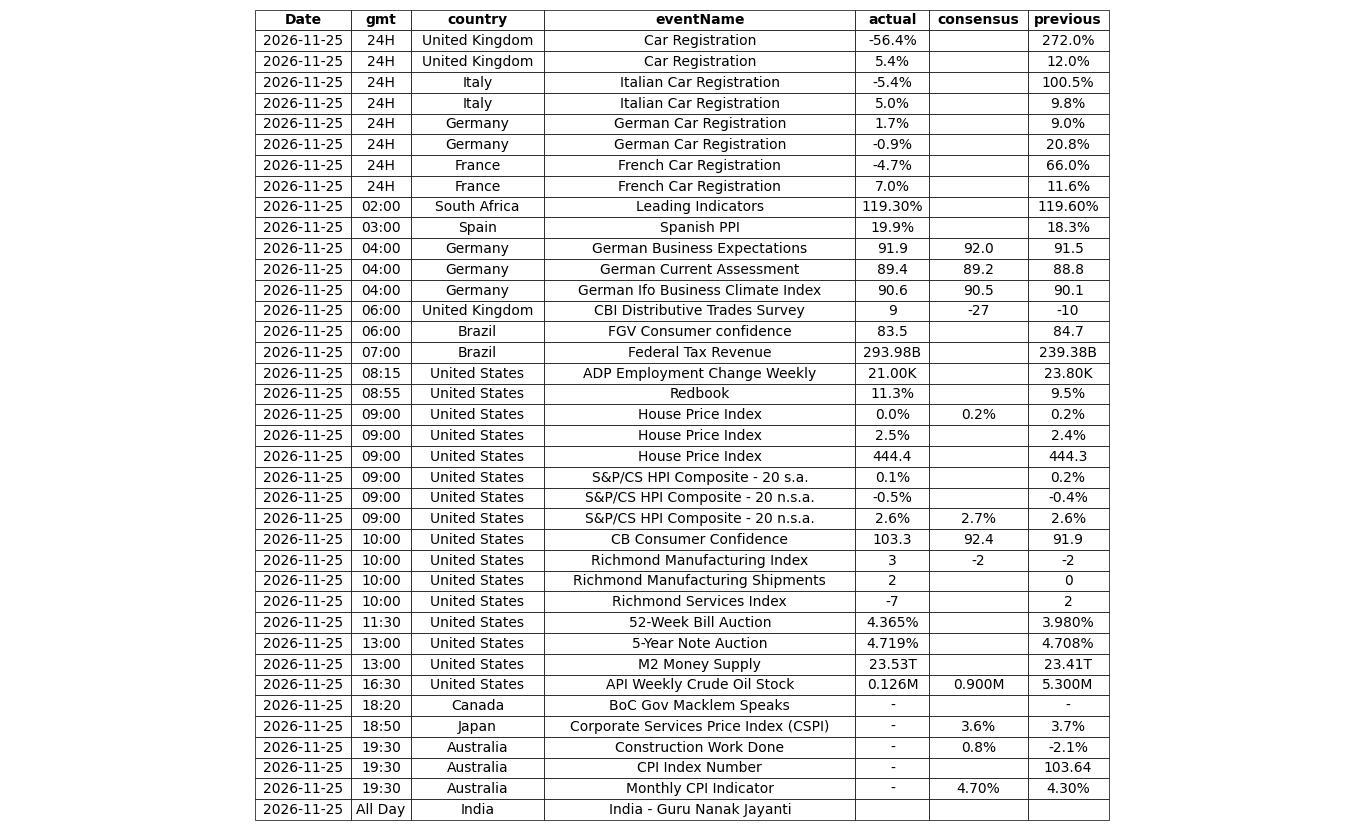 Date gmt country eventName actual consensus previous
2026-11-25 24H United Kingdom Car Registration -56.4% 272.0%
2026-11-25 24H United Kingdom Car Registration 5.4% 12.0%
2026-11-25 24H Italy Italian Car Registration -5.4% 100.5%
2026-11-25 24H Italy Italian Car Registration 5.0% 9.8%
2026-11-25 24H Germany German Car Registration 1.7% 9.0%
2026-11-25 24H Germany German Car Registration -0.9% 20.8%
2026-11-25 24H France French Car Registration -4.7% 66.0%
2026-11-25 24H France French Car Registration 7.0% 11.6%
2026-11-25 02:00 South Africa Leading Indicators 119.30% 119.60%
2026-11-25 03:00 Spain Spanish PPI 19.9% 18.3%
2026-11-25 04:00 Germany German Business Expectations 91.9 92.0 91.5
2026-11-25 04:00 Germany German Current Assessment 89.4 89.2 88.8
2026-11-25 04:00 Germany German Ifo Business Climate Index 90.6 90.5 90.1
2026-11-25 06:00 United Kingdom CBI Distributive Trades Survey 9 -27 -10
2026-11-25 06:00 Brazil FGV Consumer confidence 83.5 84.7
2026-11-25 07:00 Brazil Federal Tax Revenue 293.98B 239.38B
2026-11-25 08:15 United States ADP Employment Change Weekly 21.00K 23.80K
2026-11-25 08:55 United States Redbook 11.3% 9.5%
2026-11-25 09:00 United States House Price Index 0.0% 0.2% 0.2%
2026-11-25 09:00 United States House Price Index 2.5% 2.4%
2026-11-25 09:00 United States House Price Index 444.4 444.3
2026-11-25 09:00 United States S&P/CS HPI Composite - 20 s.a. 0.1% 0.2%
2026-11-25 09:00 United States S&P/CS HPI Composite - 20 n.s.a. -0.5% -0.4%
2026-11-25 09:00 United States S&P/CS HPI Composite - 20 n.s.a. 2.6% 2.7% 2.6%
2026-11-25 10:00 United States CB Consumer Confidence 103.3 92.4 91.9
2026-11-25 10:00 United States Richmond Manufacturing Index 3 -2 -2
2026-11-25 10:00 United States Richmond Manufacturing Shipments 2 0
2026-11-25 10:00 United States Richmond Services Index -7 2
2026-11-25 11:30 United States 52-Week Bill Auction 4.365% 3.980%
2026-11-25 13:00 United States 5-Year Note Auction 4.719% 4.708%
2026-11-25 13:00 United States M2 Money Supply 23.53T 23.41T
2026-11-25 16:30 United States API Weekly Crude Oil Stock 0.126M 0.900M 5.300M
2026-11-25 18:20 Canada BoC Gov Macklem Speaks - -
2026-11-25 18:50 Japan Corporate Services Price Index (CSPI) - 3.6% 3.7%
2026-11-25 19:30 Australia Construction Work Done - 0.8% -2.1%
2026-11-25 19:30 Australia CPI Index Number - 103.64
2026-11-25 19:30 Australia Monthly CPI Indicator - 4.70% 4.30%
2026-11-25 All Day India India - Guru Nanak Jayanti